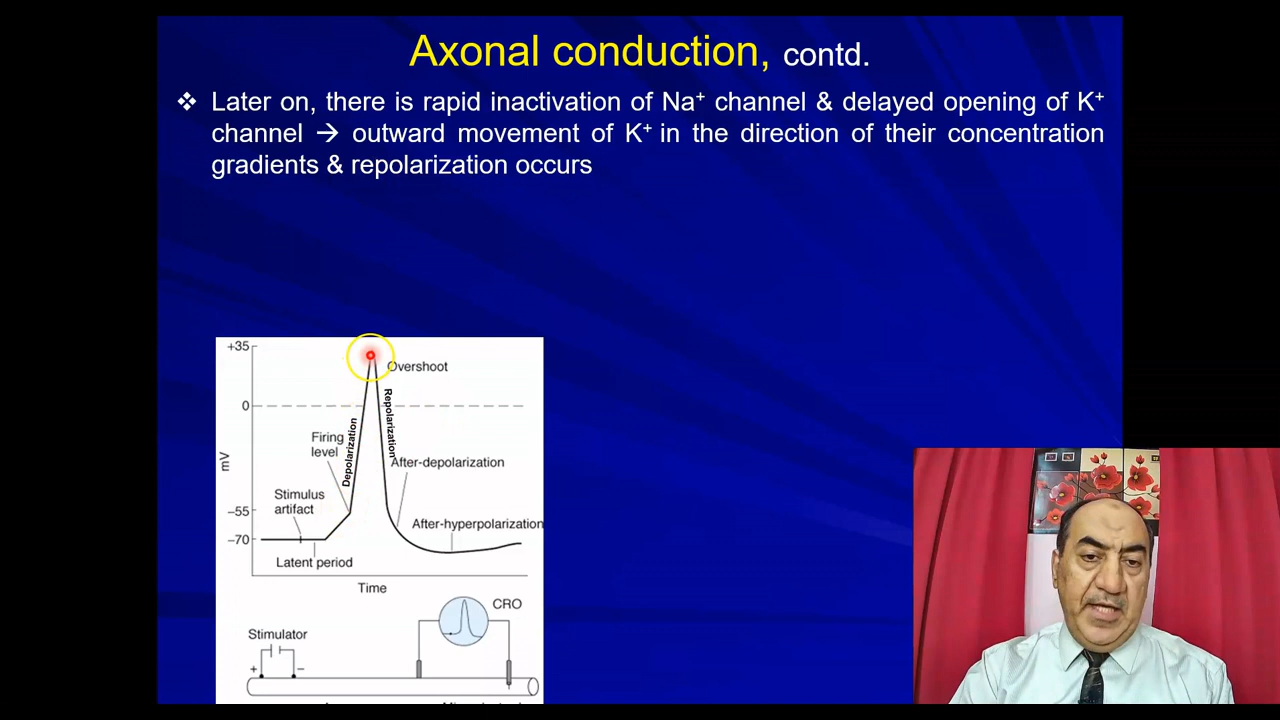 Axonal conduction, contd.
❖ Later on, there is rapid inactivation of Na⁺ channel & delayed opening of K⁺
channel → outward movement of K⁺ in the direction of their concentration
gradients & repolarization occurs
+35
Overshoot
0
Repolarization
Depolarization
Firing
level
mV
After-depolarization
Stimulus
artifact
–55
After-hyperpolarization
–70
Latent period
Time
CRO
Stimulator
+
–